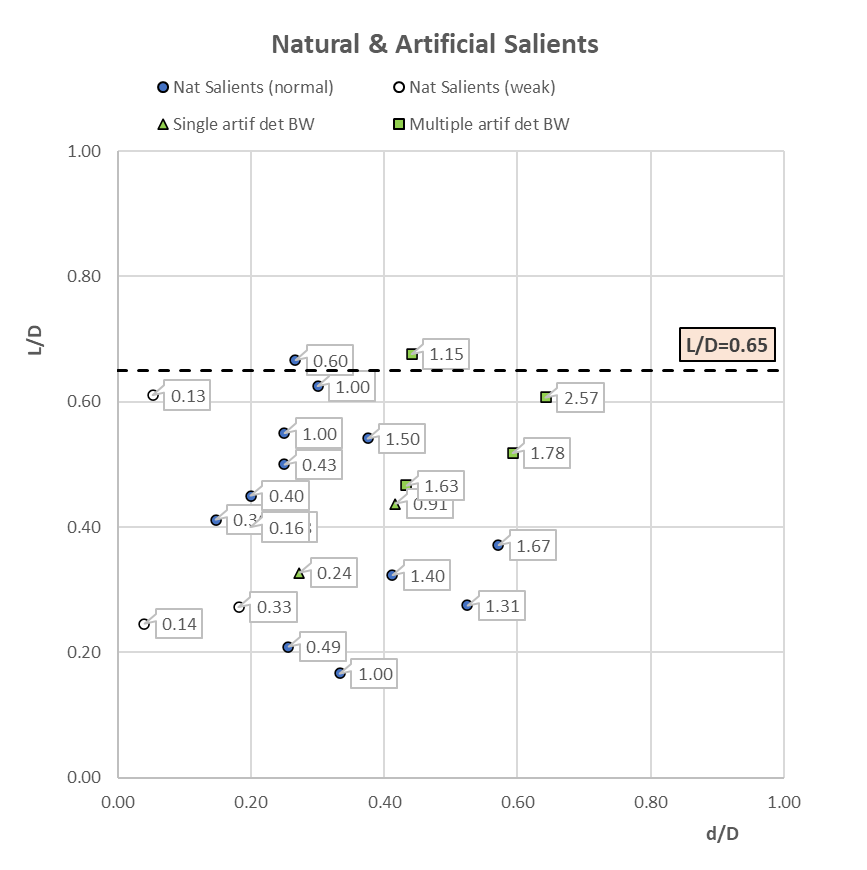 Natural & Artificial Salients
Nat Salients (normal) Nat Salients (weak)
Single artif det BW Multiple artif det BW
1.00
L/D
0.80
L/D=0.65
0.60 1.15
1.00
0.60
0.13 2.57
1.00 1.50
0.43 1.78
0.40 1.63
0.91
0.40
0.16
1.67
0.24 1.40
0.33 1.31
0.14
0.49
0.20
1.00
0.00
0.00 0.20 0.40 0.60 0.80 1.00
d/D